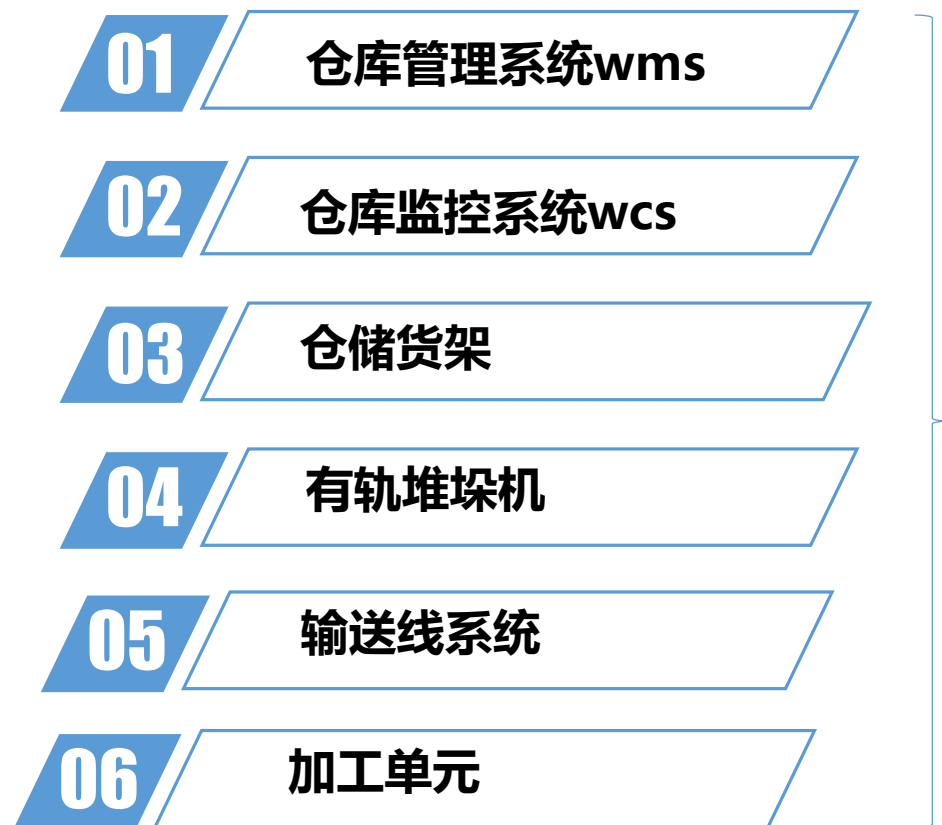 01 仓库管理系统wms
02 仓库监控系统wcs
03 仓储货架
04 有轨堆垛机
05 输送线系统
06 加工单元